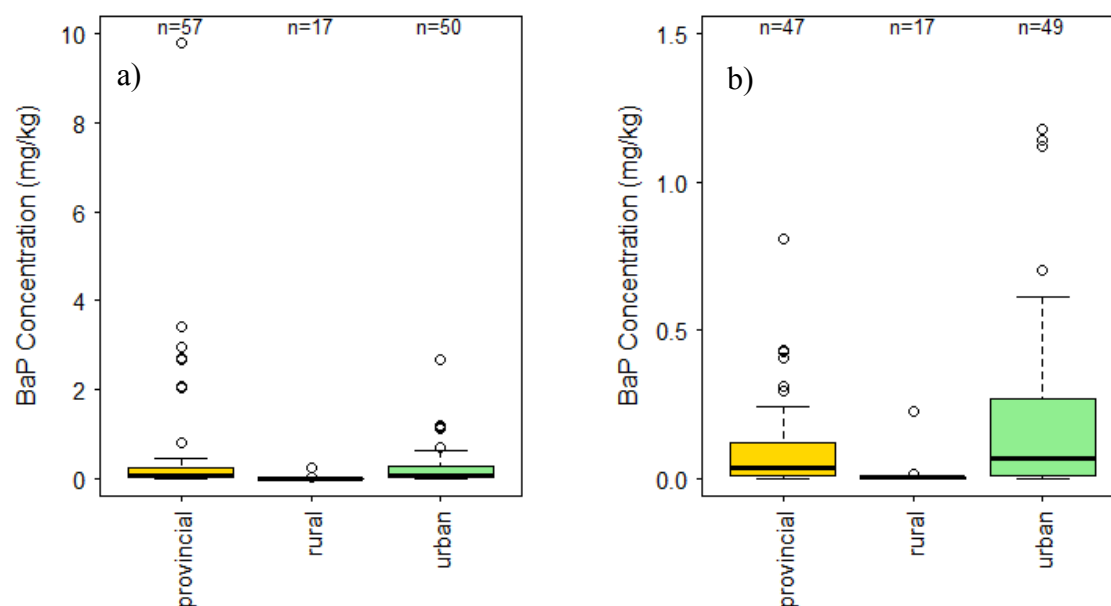 n=57 n=17 n=50
a)
BaP Concentration (mg/kg)
10
8
6
4
2
0
provincial
rural
urban
n=47 n=17 n=49
b)
BaP Concentration (mg/kg)
1.5
1.0
0.5
0.0
provincial
rural
urban